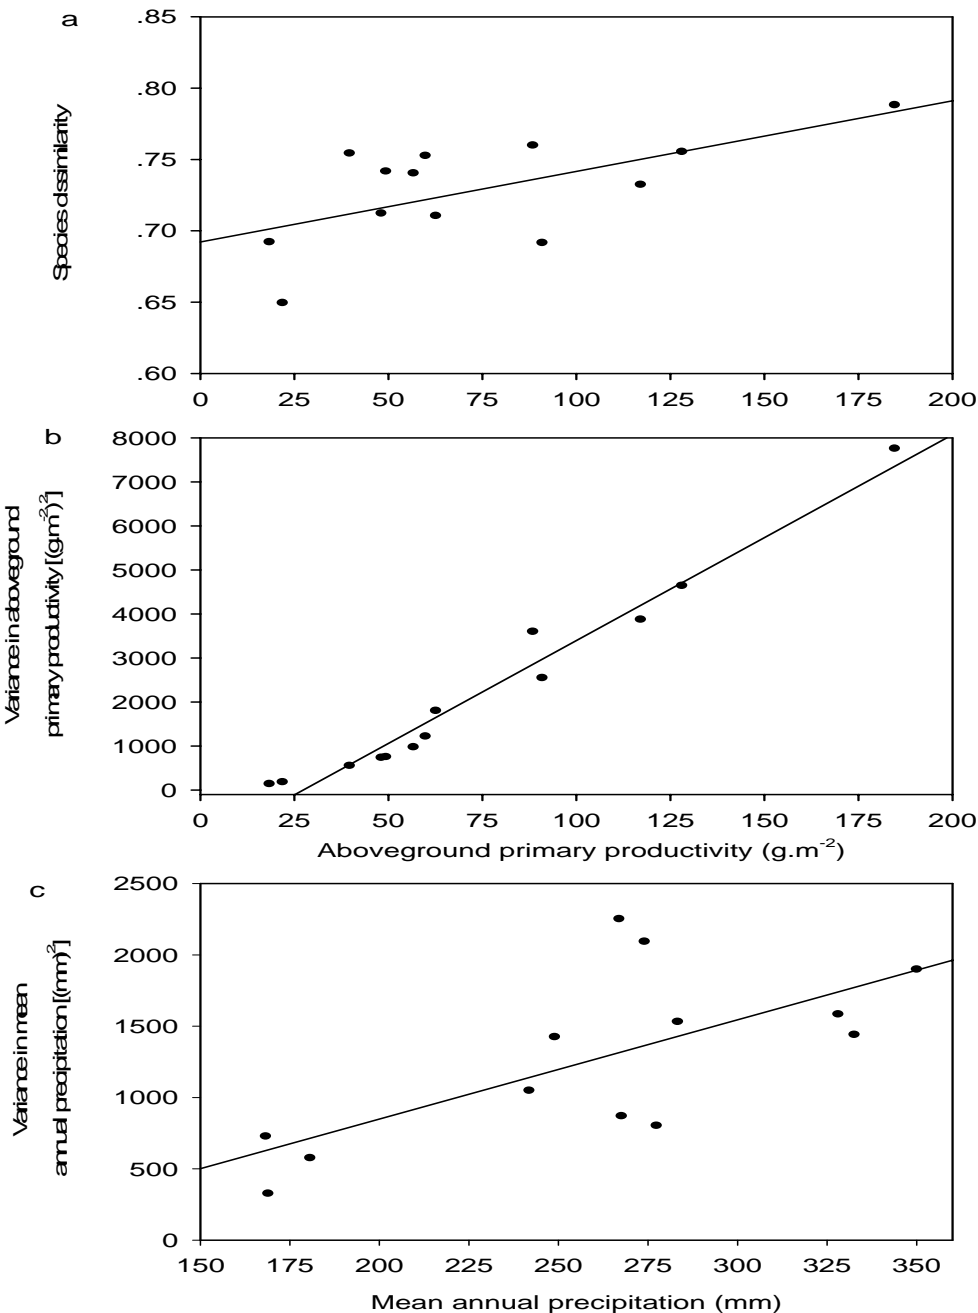 a
.85
.80
.75
.70
.65
.60
Species dissimilarity
0 25 50 75 100 125 150 175 200
b
8000
7000
6000
5000
4000
3000
2000
1000
0
Variance in aboveground
primary productivity [(g.m-2)2]
0 25 50 75 100 125 150 175 200
Aboveground primary productivity (g.m-2)
c
2500
2000
1500
1000
500
0
Variance in mean
annual precipitation [(mm)2]
150 175 200 225 250 275 300 325 350
Mean annual precipitation (mm)